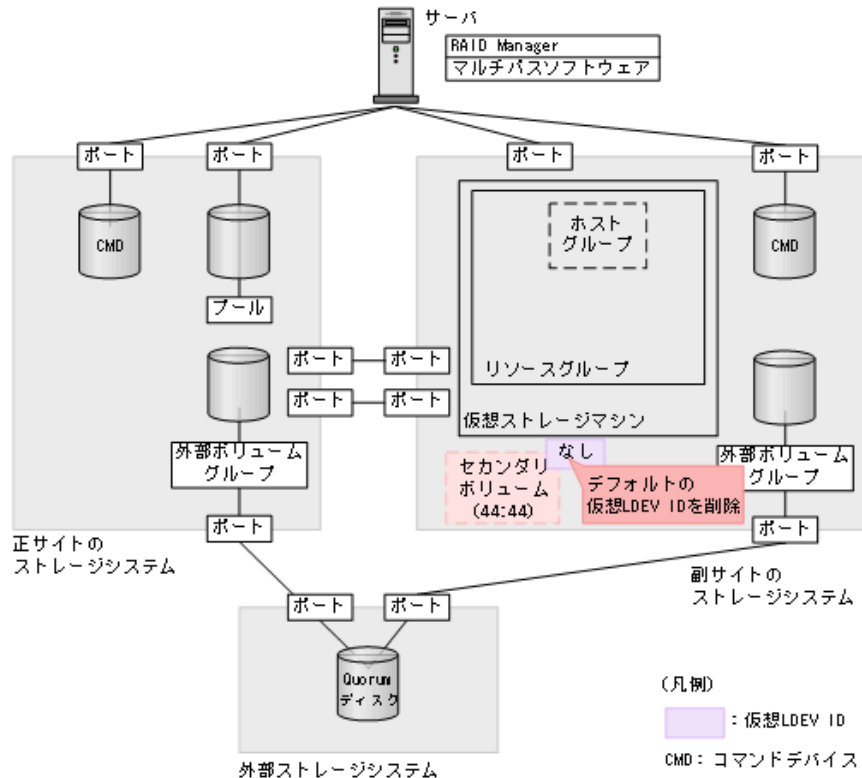 サーバ
RAID Manager
マルチパスソフトウェア
ポート
ポート
ポート
ポート
CMD
ホスト
グループ
CMD
プール
ポート
ポート
リソースグループ
ポート
ポート
仮想ストレージマシン
外部ボリューム
グループ
なし
外部ボリューム
グループ
セカンダリ
ボリューム
(44:44)
デフォルトの
仮想LDEV IDを削除
ポート
ポート
正サイトの
ストレージシステム
副サイトの
ストレージシステム
ポート
ポート
Quorum
ディスク
外部ストレージシステム
(凡例)
：仮想LDEV ID
CMD：コマンドデバイス